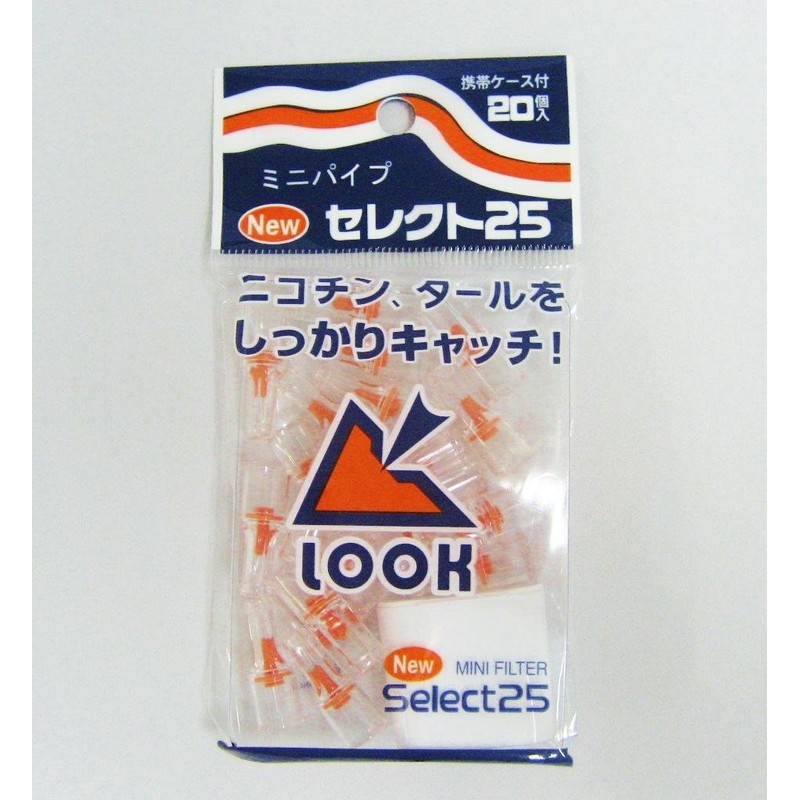 携帯ケース付
20個入
ミニパイプ
New セレクト25
ニコチン、タールを
しっかりキャッチ!
LOOK
New MINI FILTER
Select25